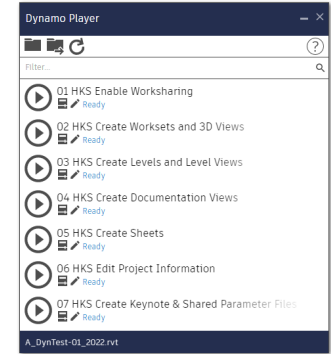 Dynamo Player
Filter...
01 HKS Enable Worksharing
Ready
02 HKS Create Worksets and 3D Views
Ready
03 HKS Create Levels and Level Views
Ready
04 HKS Create Documentation Views
Ready
05 HKS Create Sheets
Ready
06 HKS Edit Project Information
Ready
07 HKS Create Keynote & Shared Parameter Files
Ready
A_DynTest-01_2022.rvt